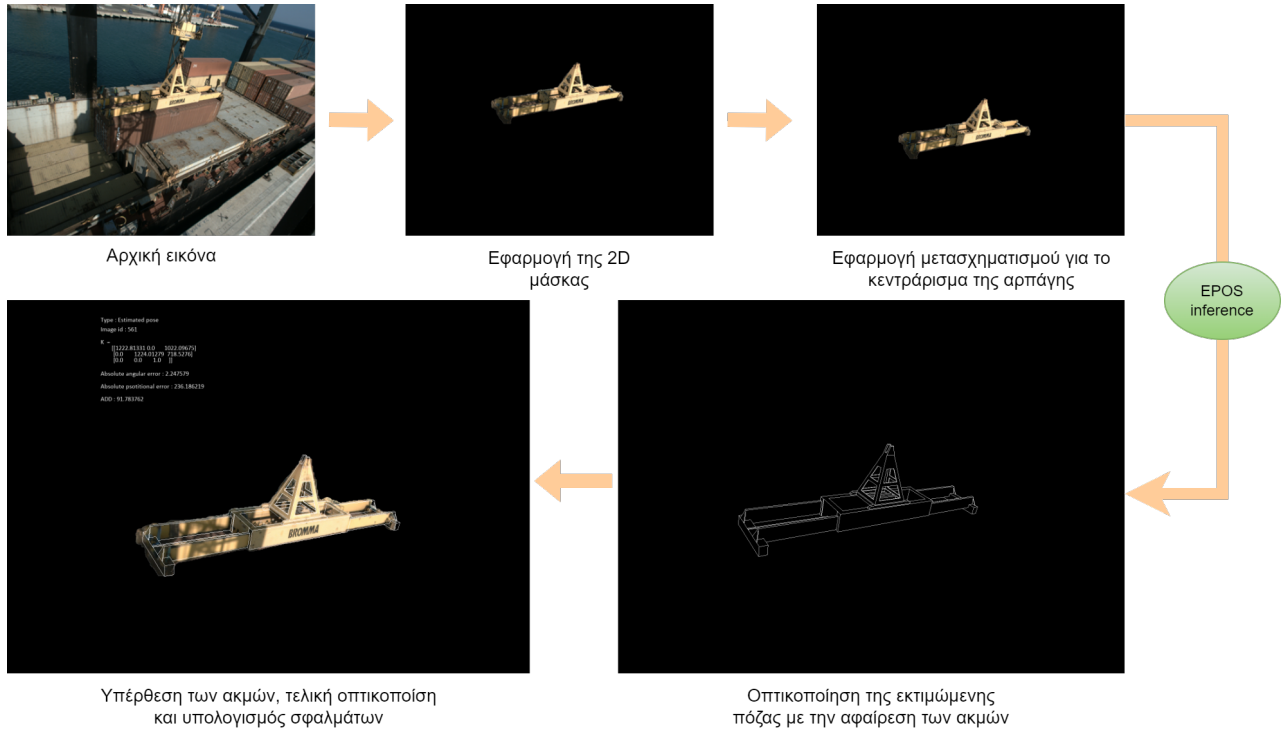 BROMMA
Αρχική εικόνα
Εφαρμογή της 2D
μάσκας
Εφαρμογή μετασχηματισμού για το
κεντράρισμα της αρπάγης
EPOS
inference
Type : Estimated pose
Image id : 561
K =
[[1222.81331 0.0 1022.09675]
[0.0 1224.01279 718.5276]
[0.0 0.0 1.0 ]]
Absolute angular error : 2.247579
Absolute psotitional error : 236.186219
ADD : 91.783762
BROMMA
Υπέρθεση των ακμών, τελική οπτικοποίση
και υπολογισμός σφαλμάτων
Οπτικοποίηση της εκτιμώμενης
πόζας με την αφαίρεση των ακμών